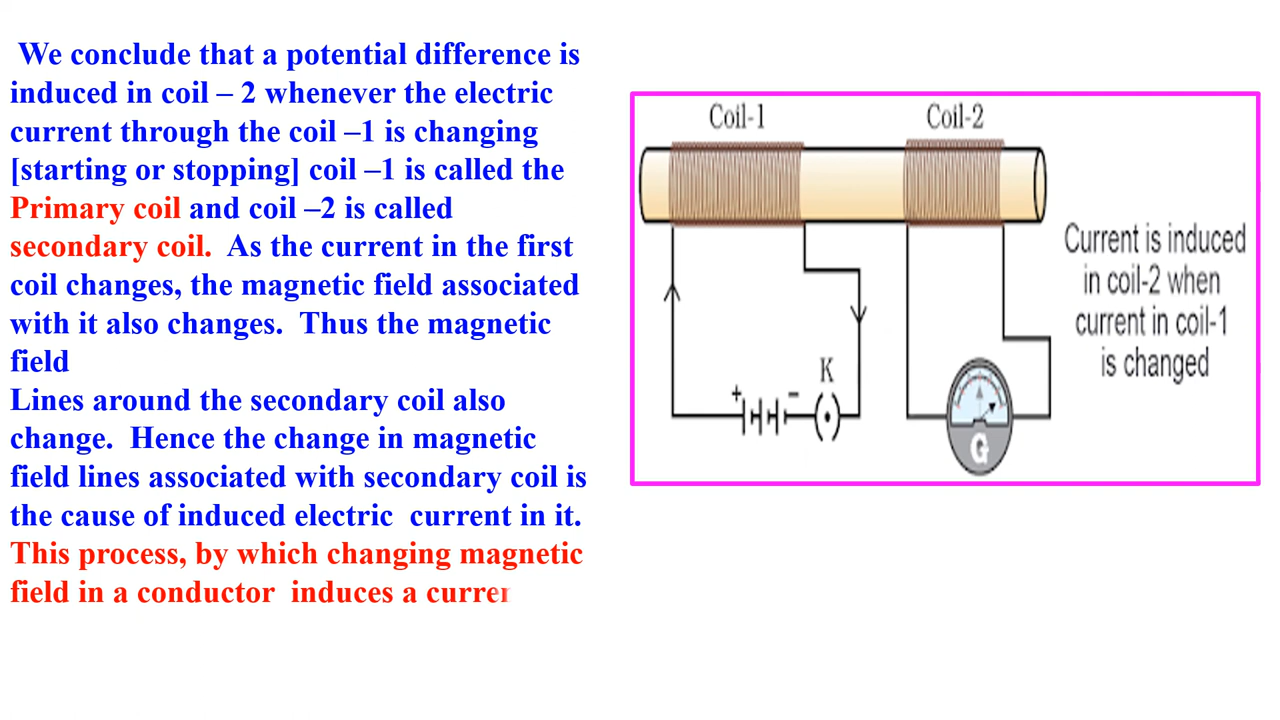 We conclude that a potential difference is
induced in coil – 2 whenever the electric
current through the coil –1 is changing
[starting or stopping] coil –1 is called the
Primary coil and coil –2 is called
secondary coil.  As the current in the first
coil changes, the magnetic field associated
with it also changes.  Thus the magnetic
field
Lines around the secondary coil also
change.  Hence the change in magnetic
field lines associated with secondary coil is
the cause of induced electric  current in it.
This process, by which changing magnetic
field in a conductor  induces a curren
Coil-1
Coil-2
Current is induced
in coil-2 when
current in coil-1
is changed
K
+
–
G